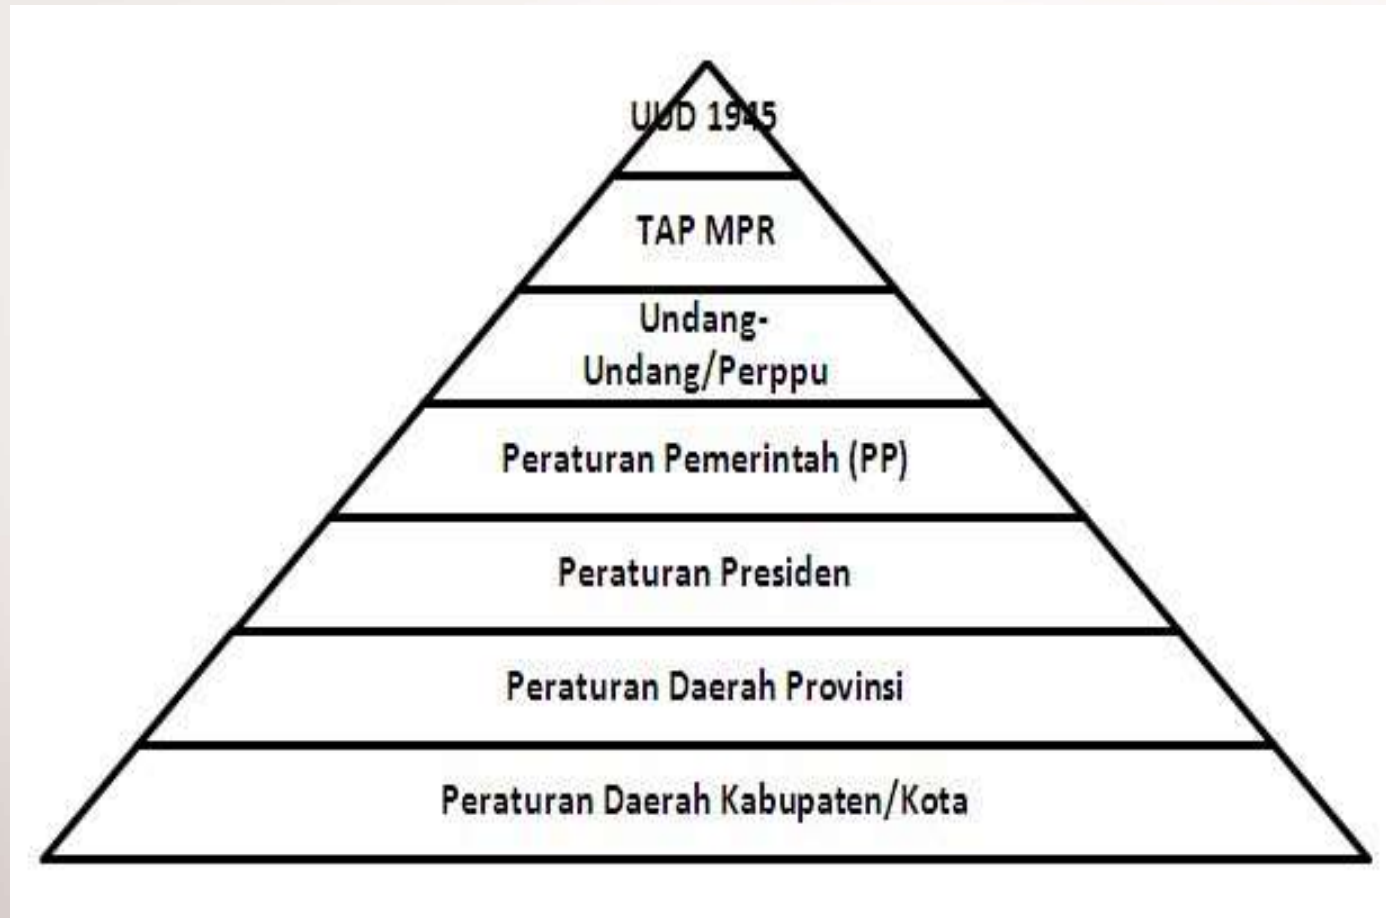 UUD 1945
TAP MPR
Undang-
Undang/Perppu
Peraturan Pemerintah (PP)
Peraturan Presiden
Peraturan Daerah Provinsi
Peraturan Daerah Kabupaten/Kota